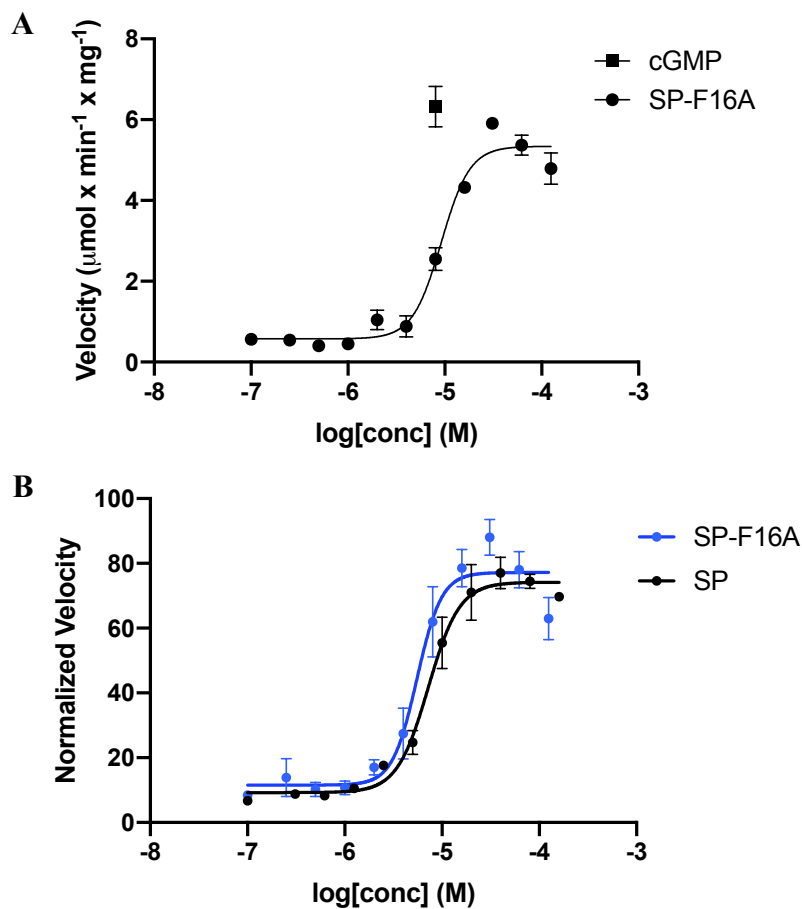 A
Velocity (µmol x min⁻¹ x mg⁻¹)
8
6
4
2
0
-8
-7
-6
-5
-4
-3
log[conc] (M)
cGMP
SP-F16A
B
Normalized Velocity
100
80
60
40
20
0
-8
-7
-6
-5
-4
-3
log[conc] (M)
SP-F16A
SP